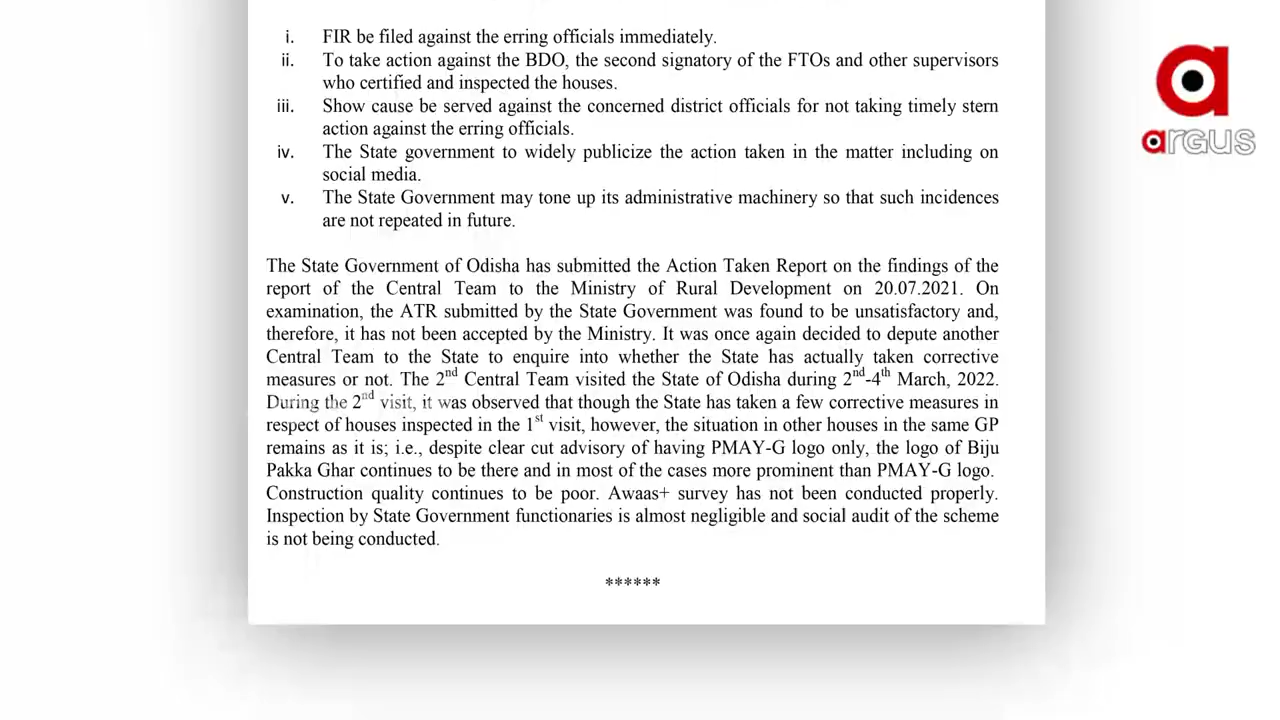 i. FIR be filed against the erring officials immediately.
ii. To take action against the BDO, the second signatory of the FTOs and other supervisors
who certified and inspected the houses.
iii. Show cause be served against the concerned district officials for not taking timely stern
action against the erring officials.
iv. The State government to widely publicize the action taken in the matter including on
social media.
v. The State Government may tone up its administrative machinery so that such incidences
are not repeated in future.
The State Government of Odisha has submitted the Action Taken Report on the findings of the
report of the Central Team to the Ministry of Rural Development on 20.07.2021. On
examination, the ATR submitted by the State Government was found to be unsatisfactory and,
therefore, it has not been accepted by the Ministry. It was once again decided to depute another
Central Team to the State to enquire into whether the State has actually taken corrective
measures or not. The 2nd Central Team visited the State of Odisha during 2nd-4th March, 2022.
During the 2nd visit, it was observed that though the State has taken a few corrective measures in
respect of houses inspected in the 1st visit, however, the situation in other houses in the same GP
remains as it is; i.e., despite clear cut advisory of having PMAY-G logo only, the logo of Biju
Pakka Ghar continues to be there and in most of the cases more prominent than PMAY-G logo.
Construction quality continues to be poor. Awaas+ survey has not been conducted properly.
Inspection by State Government functionaries is almost negligible and social audit of the scheme
is not being conducted.
******
argus